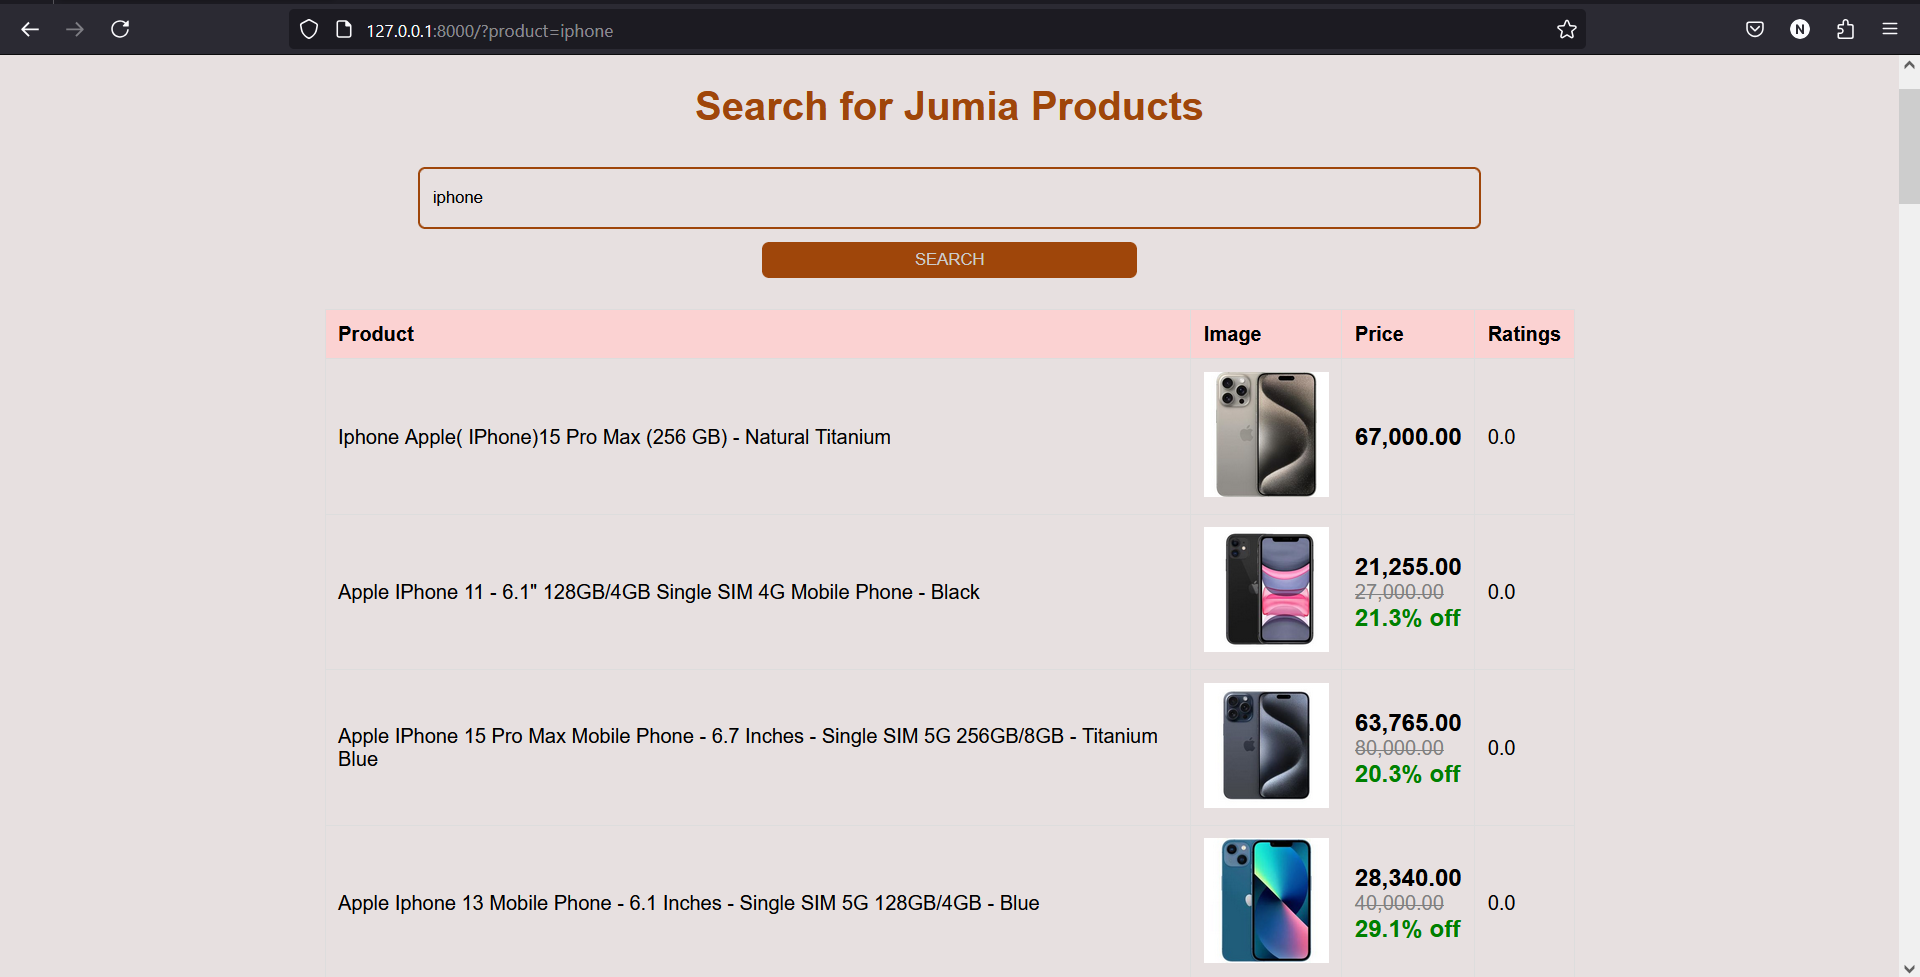 127.0.0.1:8000/?product=iphone
N
Search for Jumia Products
iphone
SEARCH
Product Image Price Ratings
Iphone Apple( IPhone)15 Pro Max (256 GB) - Natural Titanium 67,000.00 0.0
Apple IPhone 11 - 6.1" 128GB/4GB Single SIM 4G Mobile Phone - Black
21,255.00
27,000.00
21.3% off
0.0
Apple IPhone 15 Pro Max Mobile Phone - 6.7 Inches - Single SIM 5G 256GB/8GB - Titanium
Blue
63,765.00
80,000.00
20.3% off
0.0
Apple Iphone 13 Mobile Phone - 6.1 Inches - Single SIM 5G 128GB/4GB - Blue
28,340.00
40,000.00
29.1% off
0.0